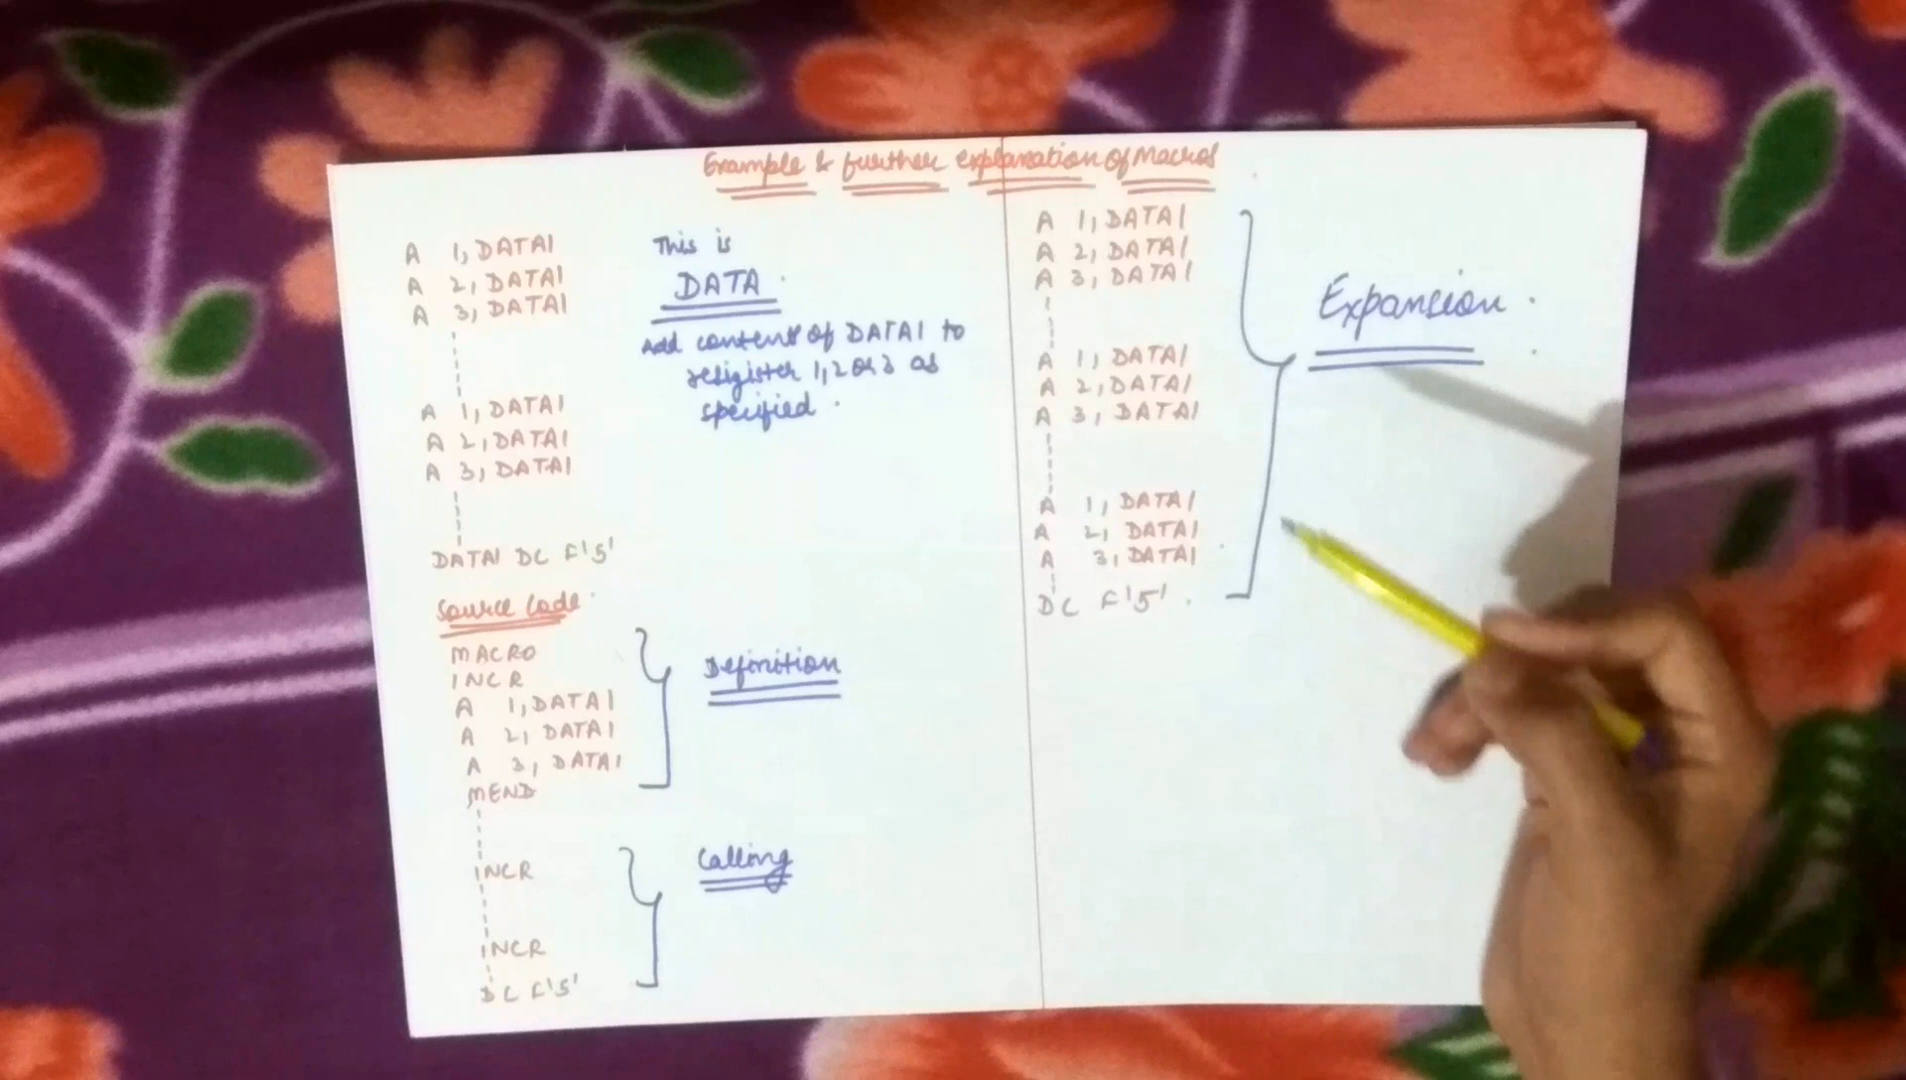 Example & further explanation of Macros
A 1, DATA1
A 2, DATA1
A 3, DATA1
A 1, DATA1
A 2, DATA1
A 3, DATA1
DATA1 DC F'5'
This is
DATA.
Add content of DATA1 to
resigister 1, 2 or 3 as
specified.
Source Code.
MACRO
INCR
A 1, DATA1
A 2, DATA1
A 3, DATA1
MEND
Definition
INCR
INCR
DC F'5'
Calling
A 1, DATA1
A 2, DATA1
A 3, DATA1
A 1, DATA1
A 2, DATA1
A 3, DATA1
A 1, DATA1
A 2, DATA1
A 3, DATA1
DC F'5'.
Expansion.